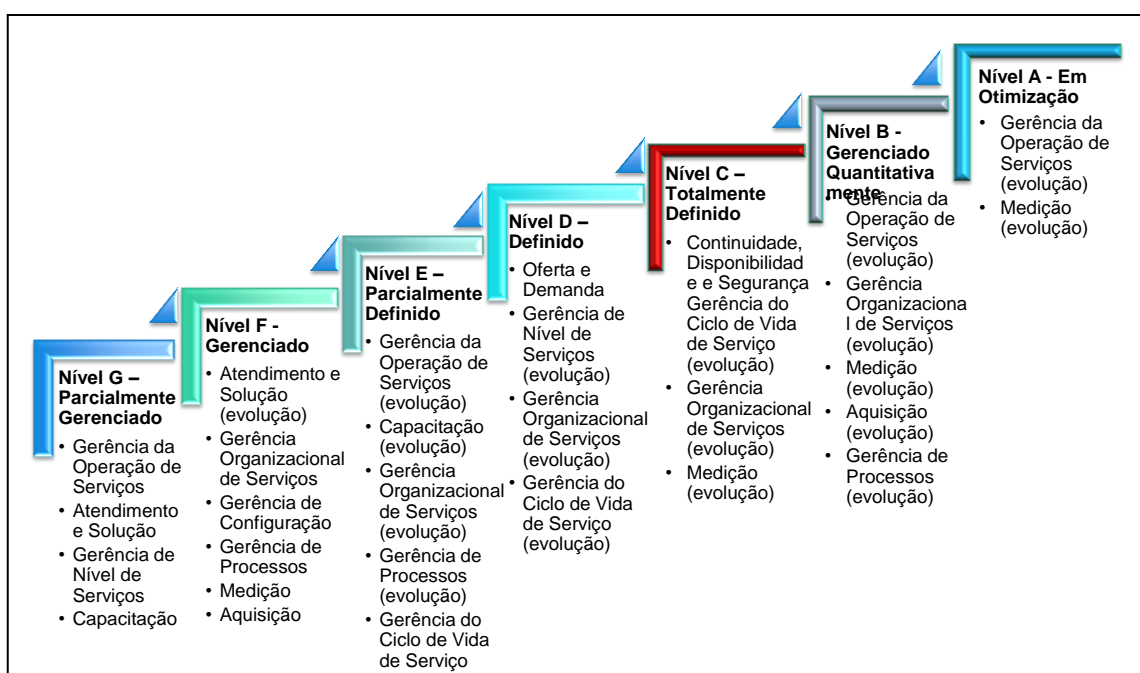 Nível G –
Parcialmente
Gerenciado
• Gerência da
Operação de
Serviços
• Atendimento
e Solução
• Gerência de
Nível de
Serviços
• Capacitação
Nível F -
Gerenciado
• Atendimento e
Solução
(evolução)
• Gerência
Organizacional
de Serviços
• Gerência de
Configuração
• Gerência de
Processos
• Medição
• Aquisição
Nível E –
Parcialmente
Definido
• Gerência da
Operação de
Serviços
(evolução)
• Capacitação
(evolução)
• Gerência
Organizacional
de Serviços
(evolução)
• Gerência de
Processos
(evolução)
• Gerência do
Ciclo de Vida
de Serviço
Nível D –
Definido
• Oferta e
Demanda
• Gerência de
Nível de
Serviços
(evolução)
• Gerência
Organizacional
de Serviços
(evolução)
• Gerência do
Ciclo de Vida
de Serviço
(evolução)
Nível C –
Totalmente
Definido
• Continuidade,
Disponibilidad
e e Segurança
Gerência do
Ciclo de Vida
de Serviço
(evolução)
• Gerência
Organizacional
de Serviços
(evolução)
• Medição
(evolução)
Nível B -
Gerenciado
Quantitativa
mente
• Gerência da
Operação de
Serviços
(evolução)
• Gerência
Organizaciona
l de Serviços
(evolução)
• Medição
(evolução)
• Aquisição
(evolução)
• Gerência de
Processos
(evolução)
Nível A - Em
Otimização
• Gerência da
Operação de
Serviços
(evolução)
• Medição
(evolução)